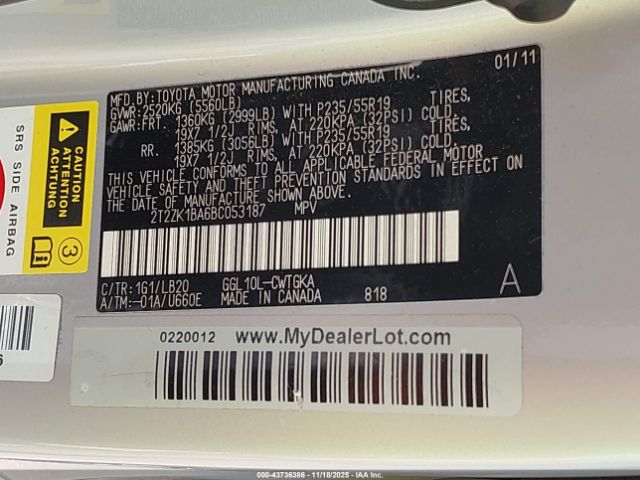 MFD. BY: TOYOTA MOTOR MANUFACTURING CANADA INC. 01/11
GVWR: 2520KG (5560LB)
GAWR: FRT. 1360KG (2999LB) WITH P235/55R19 TIRES,
19X7 1/2J RIMS, AT 220KPA (32PSI) COLD.
RR. 1385KG (3056LB) WITH P235/55R19 TIRES,
19X7 1/2J RIMS, AT 220KPA (32PSI) COLD.
THIS VEHICLE CONFORMS TO ALL APPLICABLE FEDERAL MOTOR
VEHICLE SAFETY AND THEFT PREVENTION STANDARDS IN EFFECT ON
THE DATE OF MANUFACTURE SHOWN ABOVE.
2T2ZK1BA6BC053187 MPV
C/TR: 1G1/LB20 GGL10L-CWTGKA
A/TM: -01A/U660E MADE IN CANADA 818
A
SRS SIDE AIRBAG
CAUTION
3
0220012 www.MyDealerLot.com
6
000-43736386 - 11/18/2025 - IAA Inc.